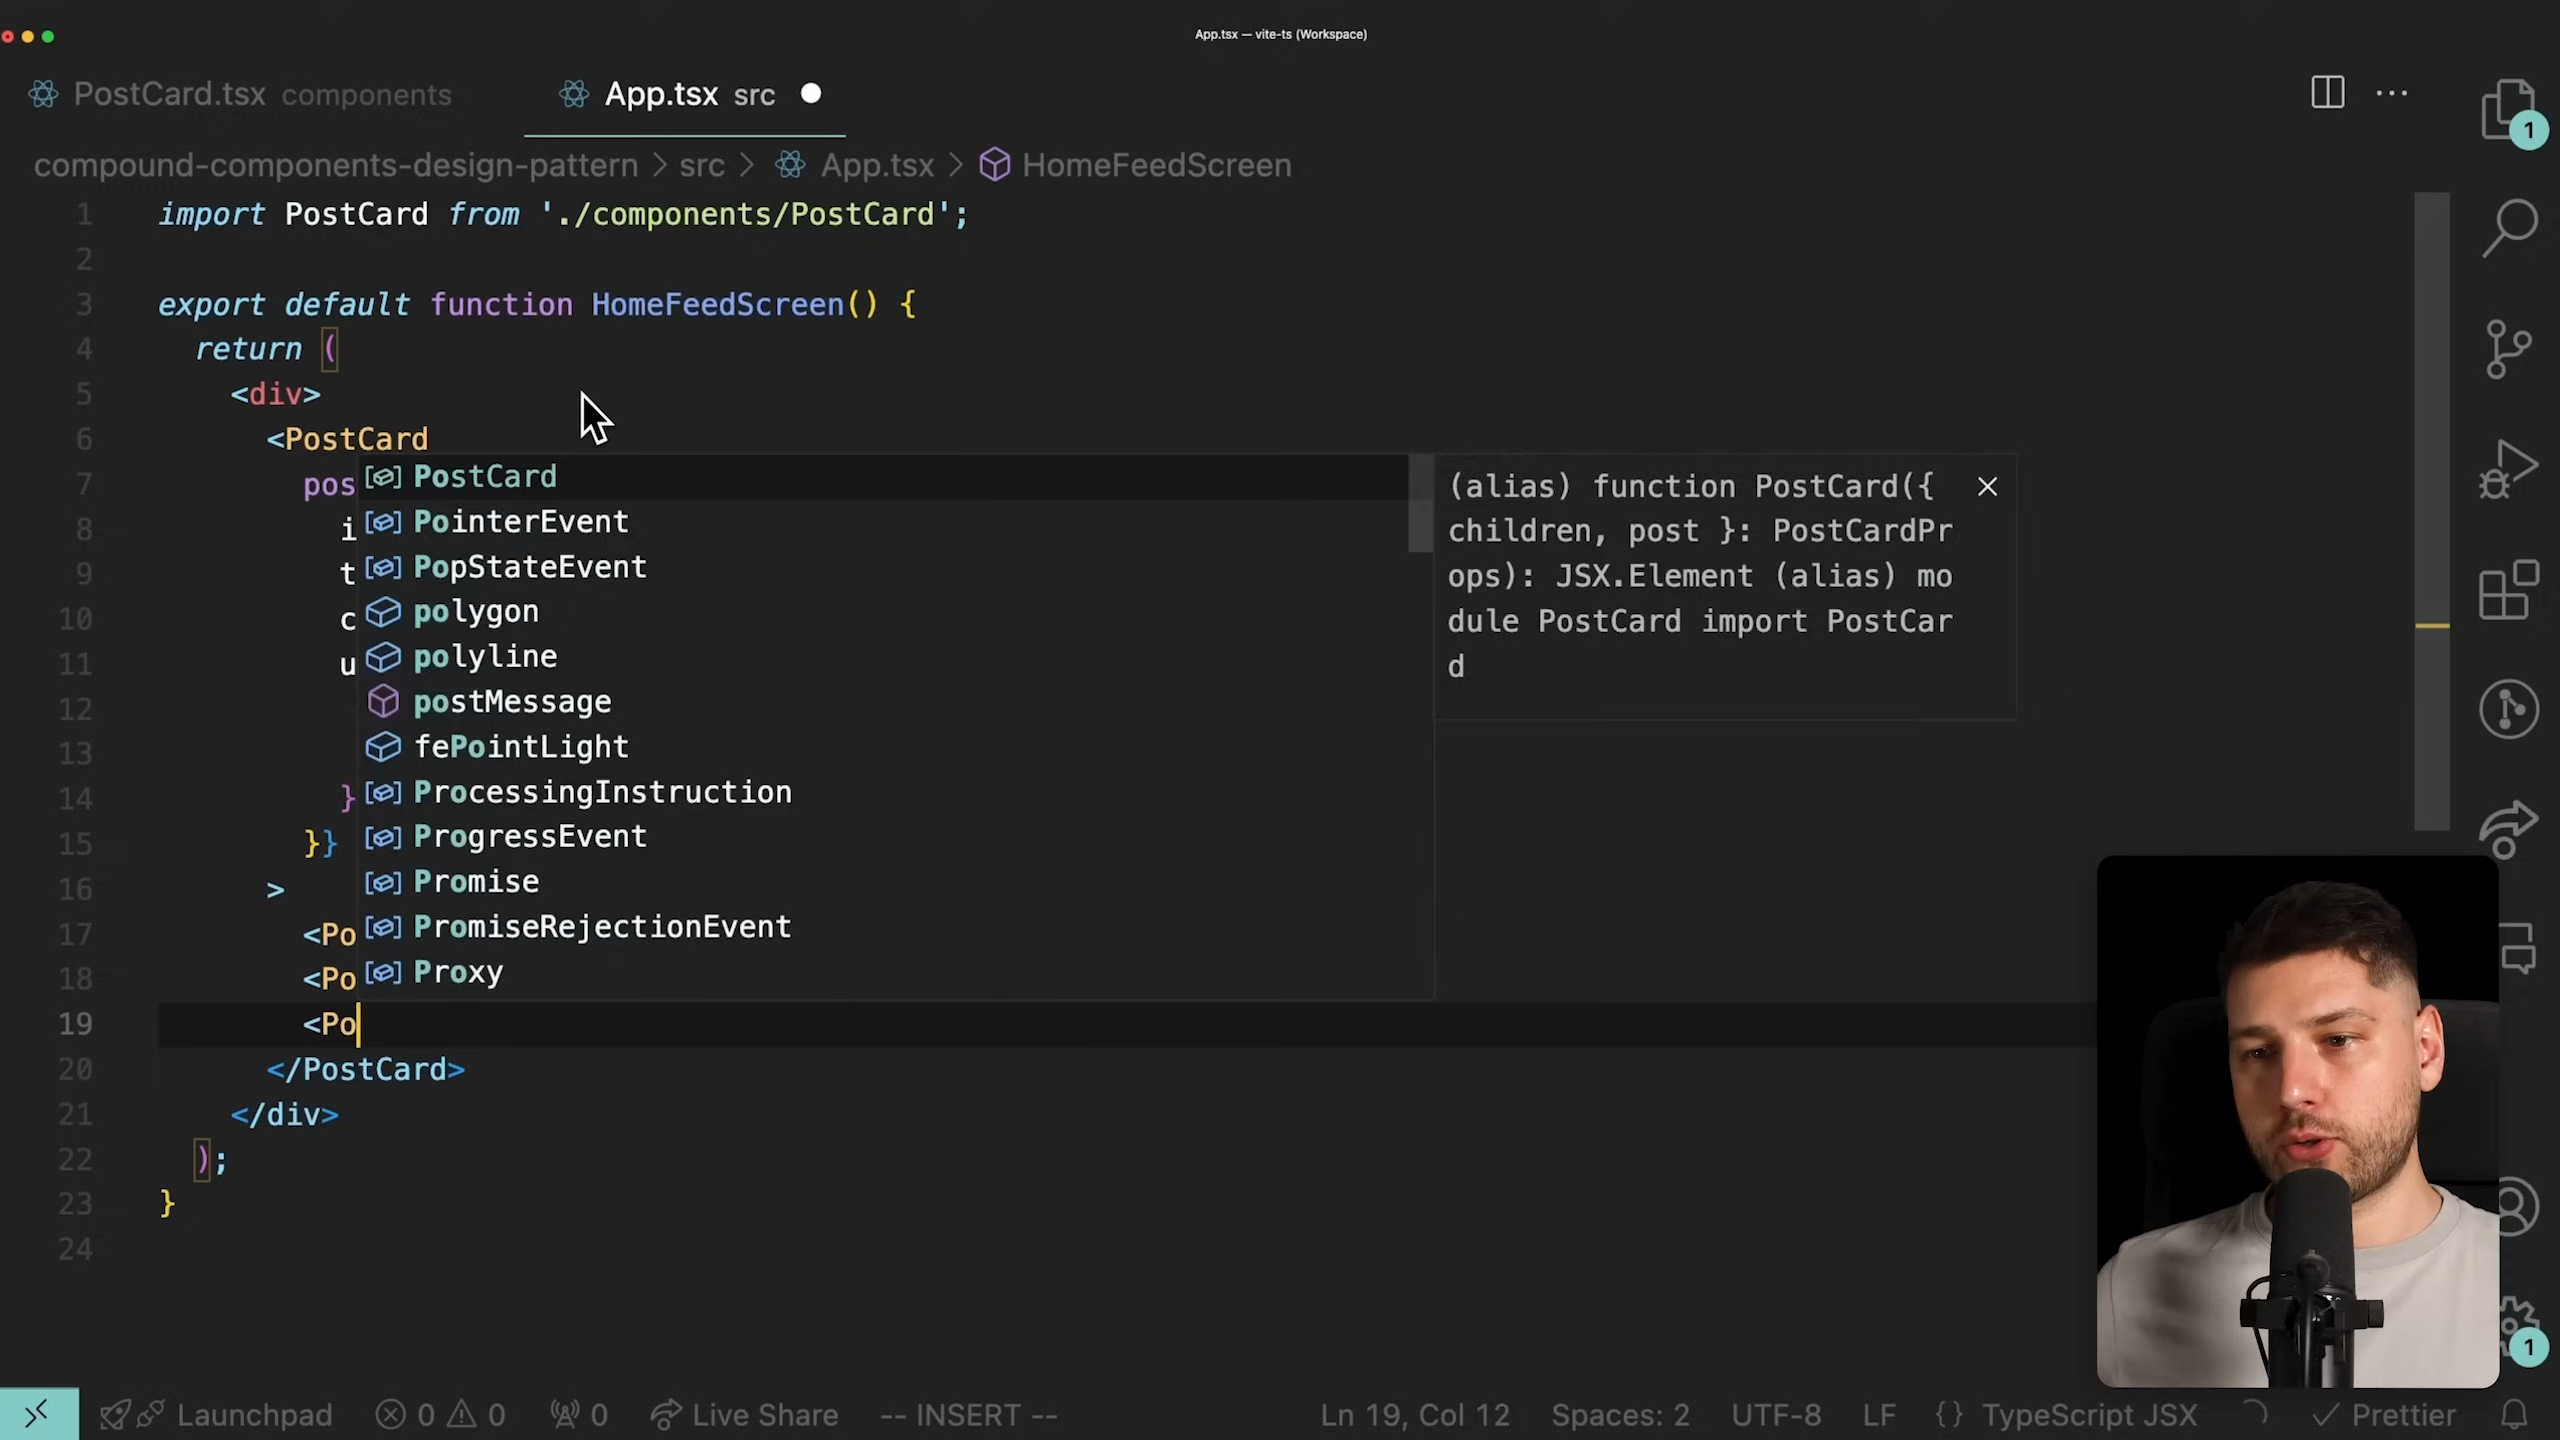 App.tsx — vite-ts (Workspace)
PostCard.tsx components
App.tsx src
compound-components-design-pattern > src > App.tsx > HomeFeedScreen
1 import PostCard from './components/PostCard';
2
3 export default function HomeFeedScreen() {
4 return (
5 <div>
6 <PostCard
7 pos
8 i
9 t
10 c
11 u
12
13
14 }
15 }}
16 >
17 <Po
18 <Po
19 <Po
20 </PostCard>
21 </div>
22 );
23 }
24
PostCard
PointerEvent
PopStateEvent
polygon
polyline
postMessage
fePointLight
ProcessingInstruction
ProgressEvent
Promise
PromiseRejectionEvent
Proxy
(alias) function PostCard({
children, post }: PostCardPr
ops): JSX.Element (alias) mo
dule PostCard import PostCar
d
1
1
Launchpad 0 0 0 Live Share -- INSERT -- Ln 19, Col 12 Spaces: 2 UTF-8 LF {} TypeScript JSX Prettier